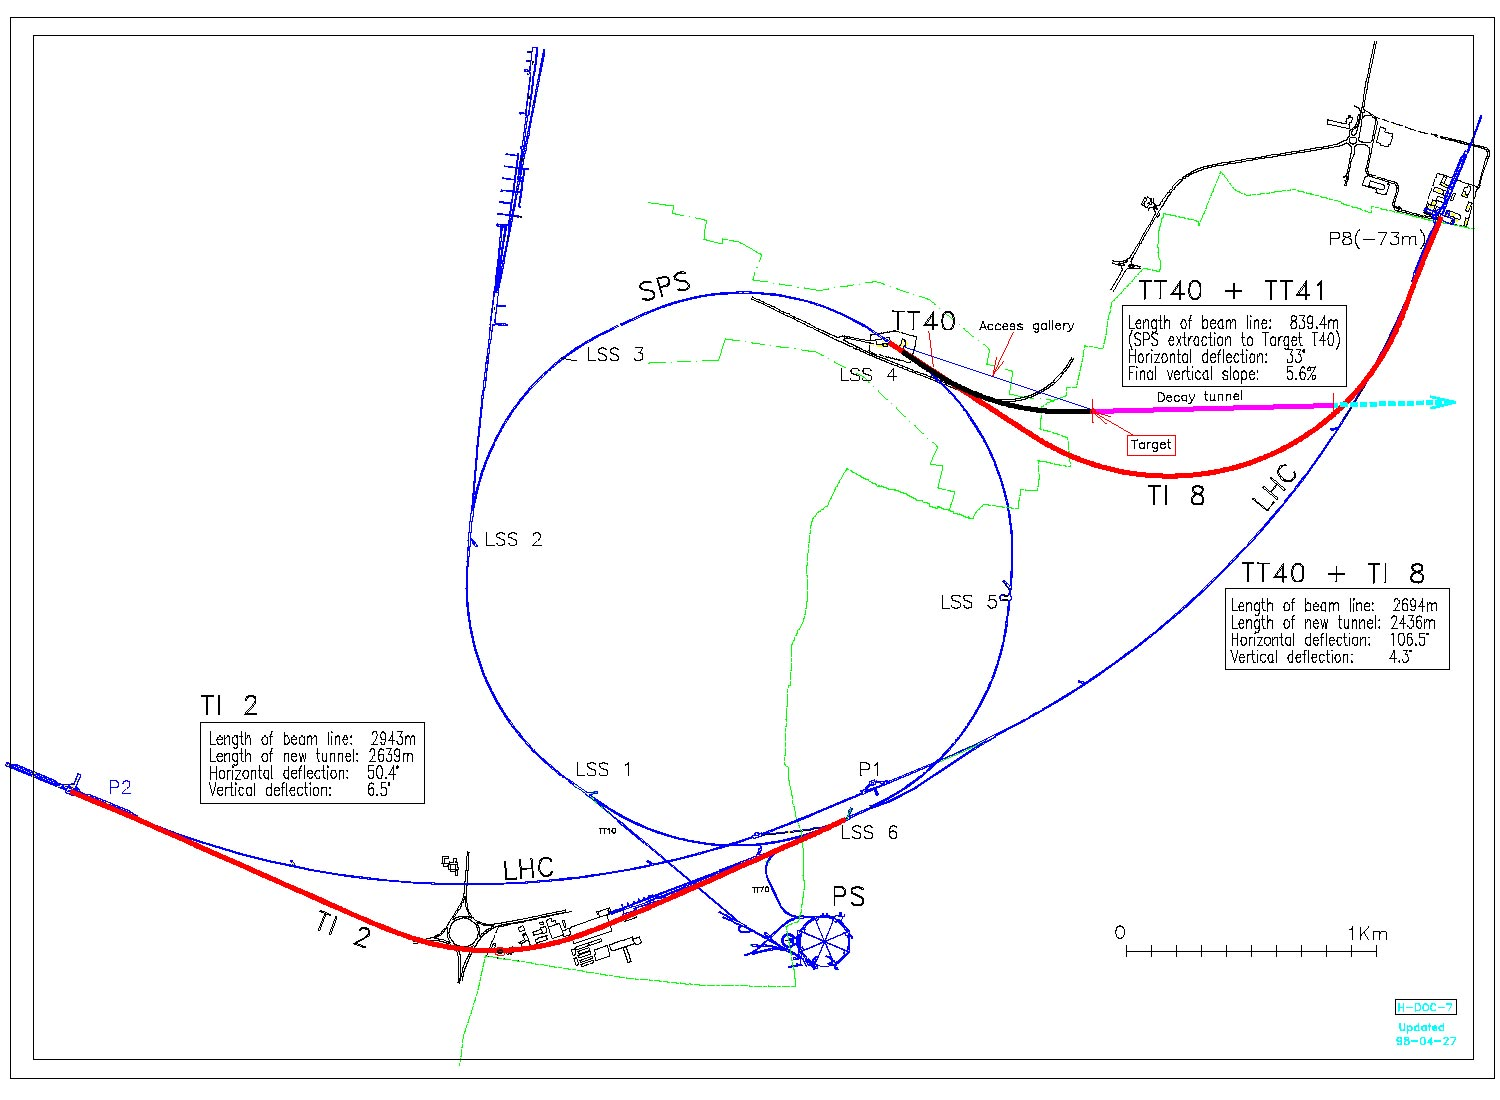 P8(-73m)
SPS
TT40 + TT41
TT40
Access gallery
Length of beam line: 839.4m
(SPS extraction to Target T40)
Horizontal deflection: 33°
Final vertical slope: 5.6%
LSS 3
LSS 4
Decay tunnel
Target
TI 8
LHC
LSS 2
TT40 + TI 8
Length of beam line: 2694m
Length of new tunnel: 2436m
Horizontal deflection: 106.5°
Vertical deflection: 4.3°
LSS 5
TI 2
Length of beam line: 2943m
Length of new tunnel: 2639m
Horizontal deflection: 50.4°
Vertical deflection: 6.5°
LSS 1
P1
P2
TT10
LSS 6
LHC
TT70
PS
TI 2
0 1Km
H-DOC-7
Updated
98-04-27